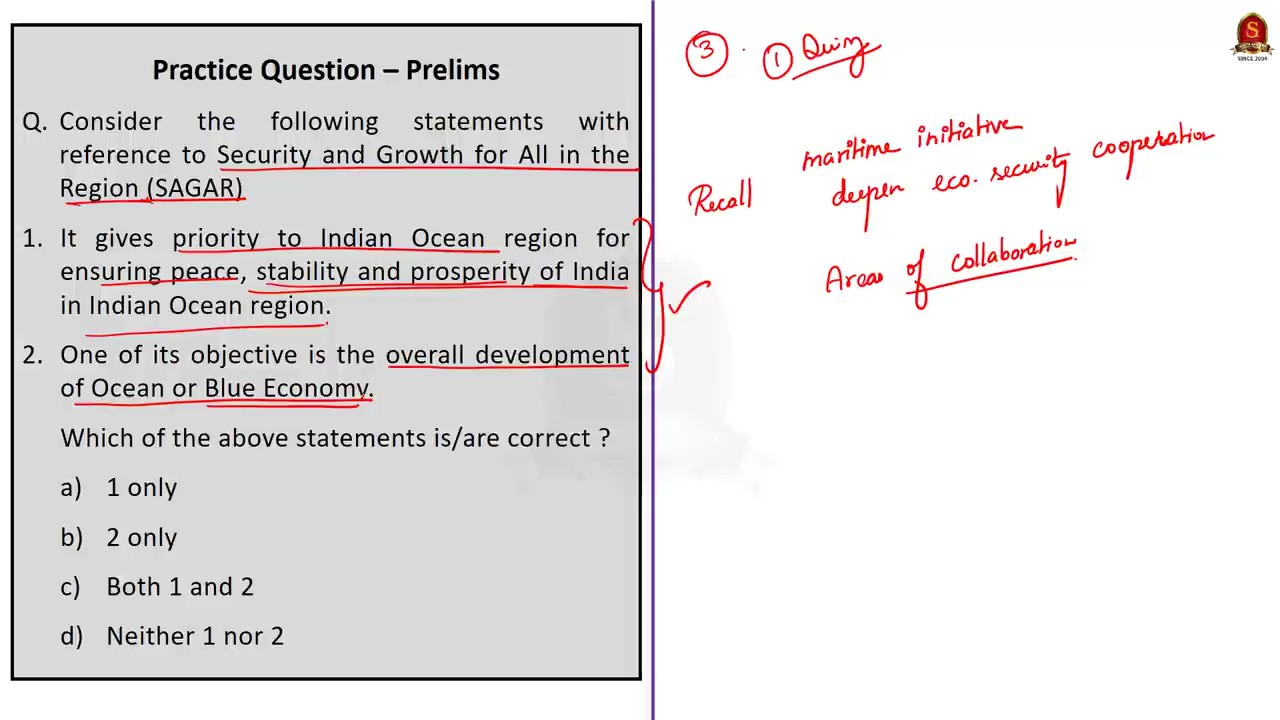 Practice Question – Prelims
Q. Consider the following statements with
reference to Security and Growth for All in the
Region (SAGAR)
1. It gives priority to Indian Ocean region for
ensuring peace, stability and prosperity of India
in Indian Ocean region.
2. One of its objective is the overall development
of Ocean or Blue Economy.
Which of the above statements is/are correct ?
a) 1 only
b) 2 only
c) Both 1 and 2
d) Neither 1 nor 2
3. 1
maritime initiative
Recall deepen eco. security cooperation
Areas of collaboration
S
SINCE 2004